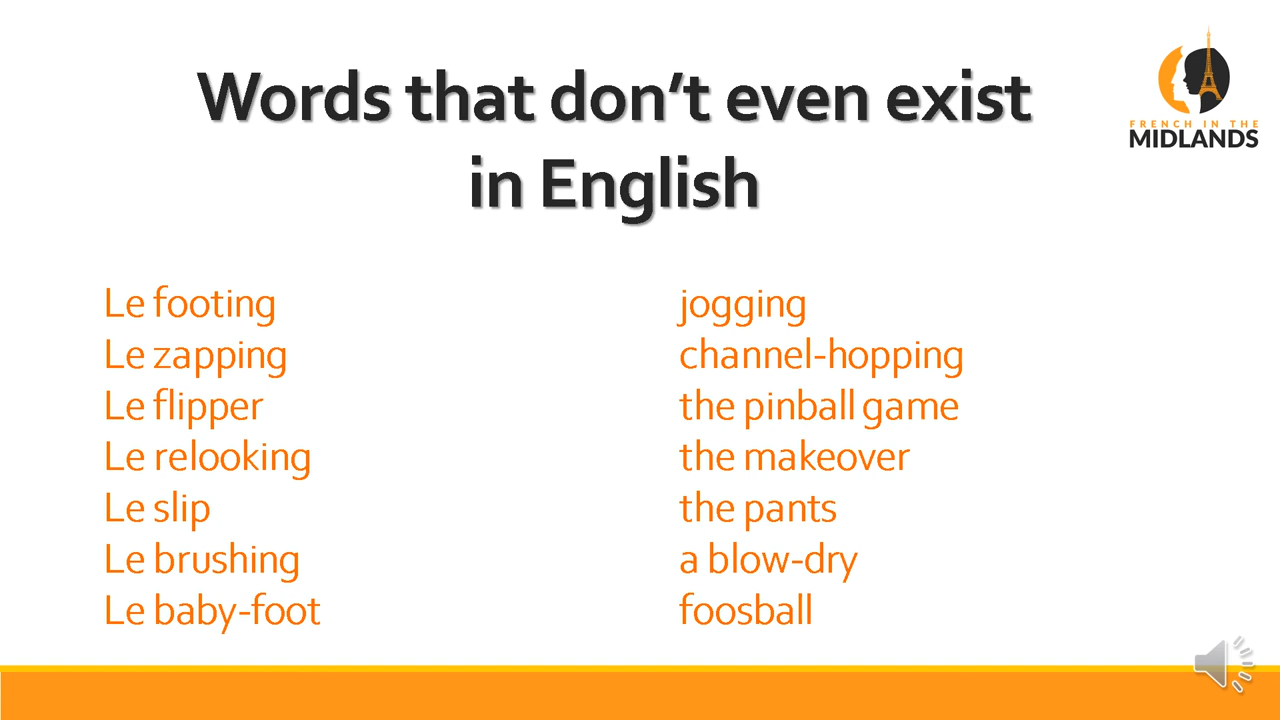 Words that don't even exist
in English
FRENCH IN THE
MIDLANDS
Le footing
Le zapping
Le flipper
Le relooking
Le slip
Le brushing
Le baby-foot
jogging
channel-hopping
the pinball game
the makeover
the pants
a blow-dry
foosball